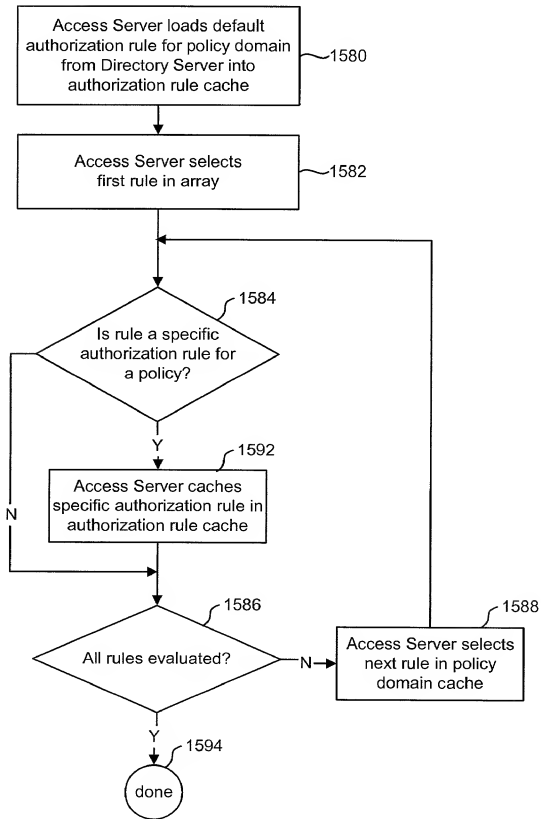 Access Server loads default
authorization rule for policy domain
from Directory Server into
authorization rule cache
1580
Access Server selects
first rule in array
1582
1584
Is rule a specific
authorization rule for
a policy?
Y
1592
Access Server caches
specific authorization rule in
authorization rule cache
N
1586
All rules evaluated?
N
1588
Access Server selects
next rule in policy
domain cache
Y
1594
done